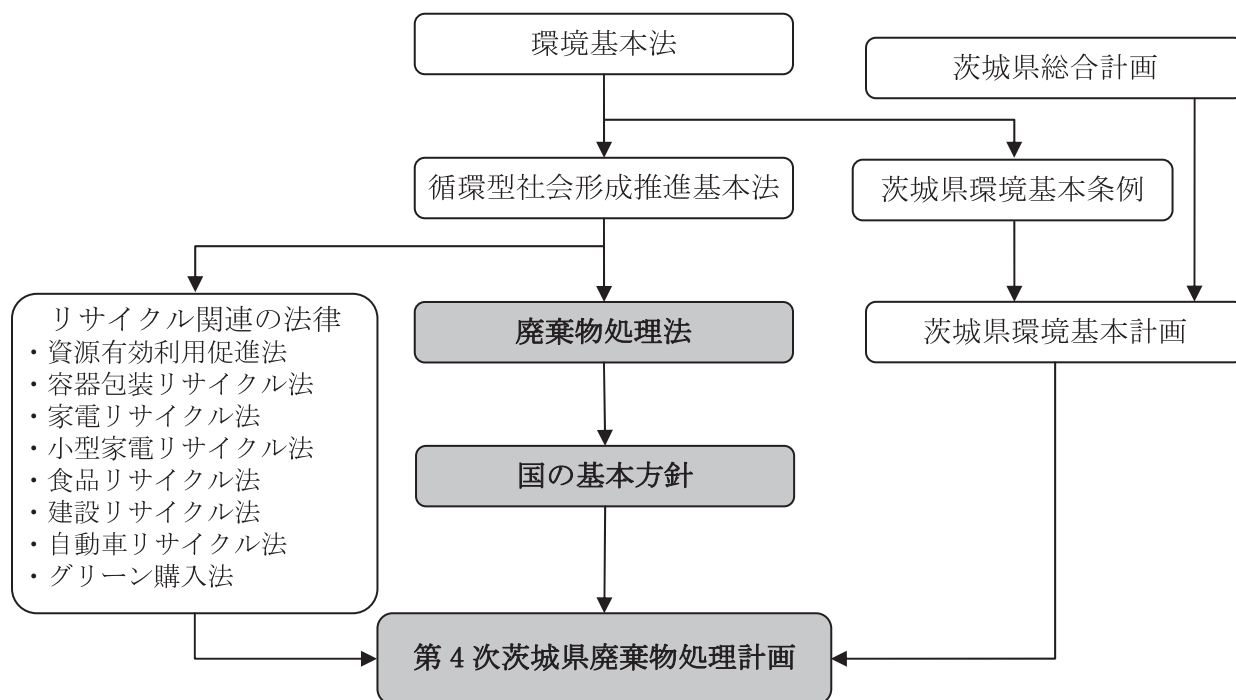 環境基本法
茨城県総合計画
循環型社会形成推進基本法
茨城県環境基本条例
リサイクル関連の法律
・資源有効利用促進法
・容器包装リサイクル法
・家電リサイクル法
・小型家電リサイクル法
・食品リサイクル法
・建設リサイクル法
・自動車リサイクル法
・グリーン購入法
廃棄物処理法
茨城県環境基本計画
国の基本方針
第4次茨城県廃棄物処理計画